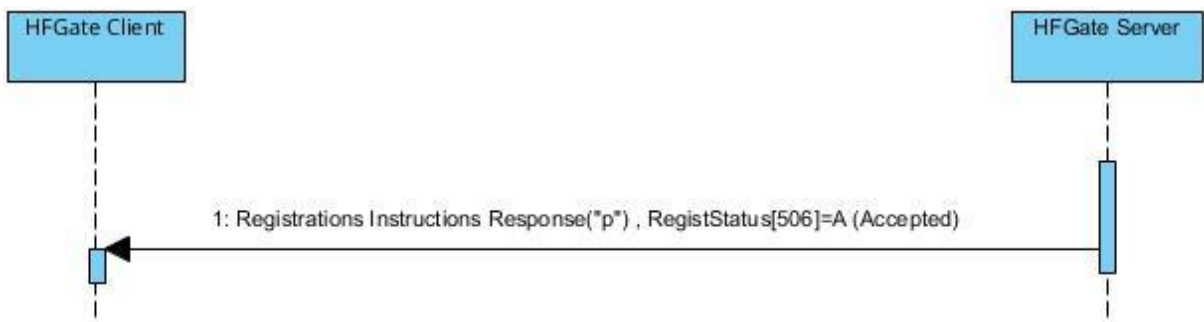 HFGate Client
HFGate Server
1: Registrations Instructions Response("p") , RegistStatus[506]=A (Accepted)